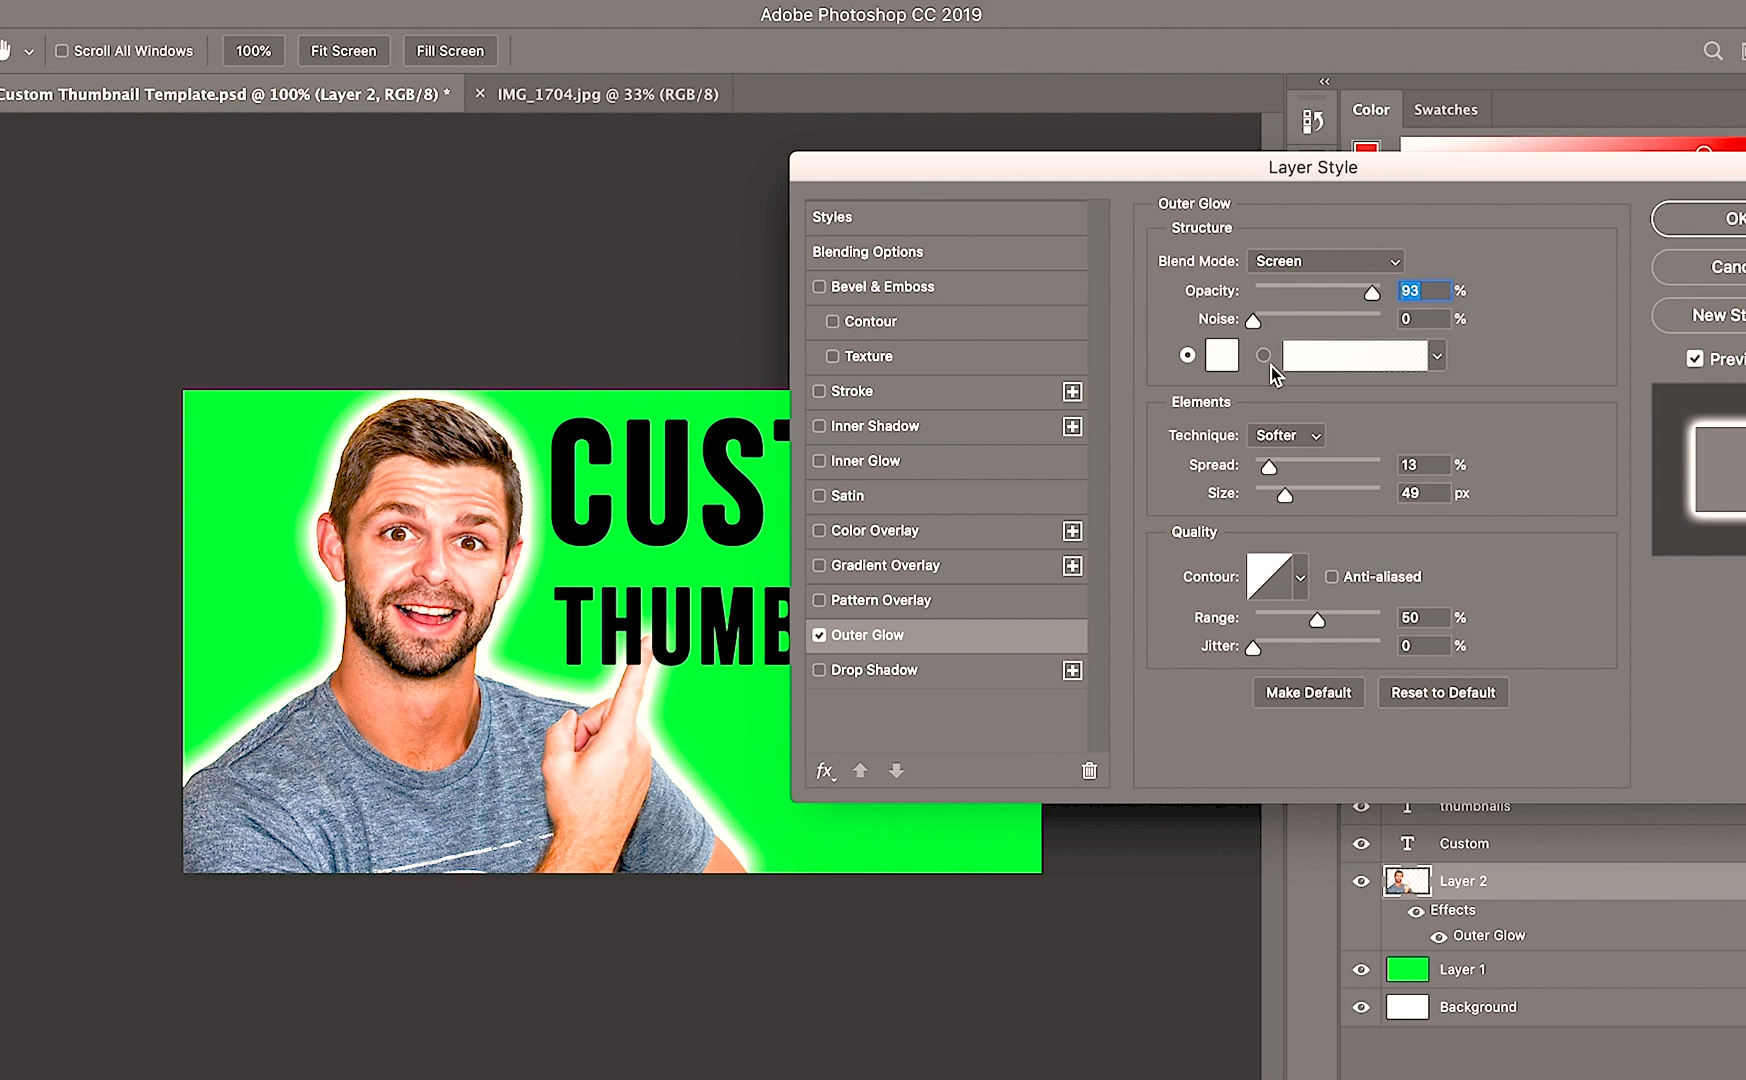 Adobe Photoshop CC 2019
Scroll All Windows 100% Fit Screen Fill Screen
Custom Thumbnail Template.psd @ 100% (Layer 2, RGB/8) * × IMG_1704.jpg @ 33% (RGB/8)
Color Swatches
Layer Style
Styles
Blending Options
Bevel & Emboss
Contour
Texture
Stroke
Inner Shadow
Inner Glow
Satin
Color Overlay
Gradient Overlay
Pattern Overlay
Outer Glow
Drop Shadow
fx
Outer Glow
Structure
Blend Mode: Screen
Opacity: 93 %
Noise: 0 %
Elements
Technique: Softer
Spread: 13 %
Size: 49 px
Quality
Contour: Anti-aliased
Range: 50 %
Jitter: 0 %
Make Default Reset to Default
OK
Canc
New St
Previ
CUST
THUMB
thumbnails
T Custom
Layer 2
Effects
Outer Glow
Layer 1
Background